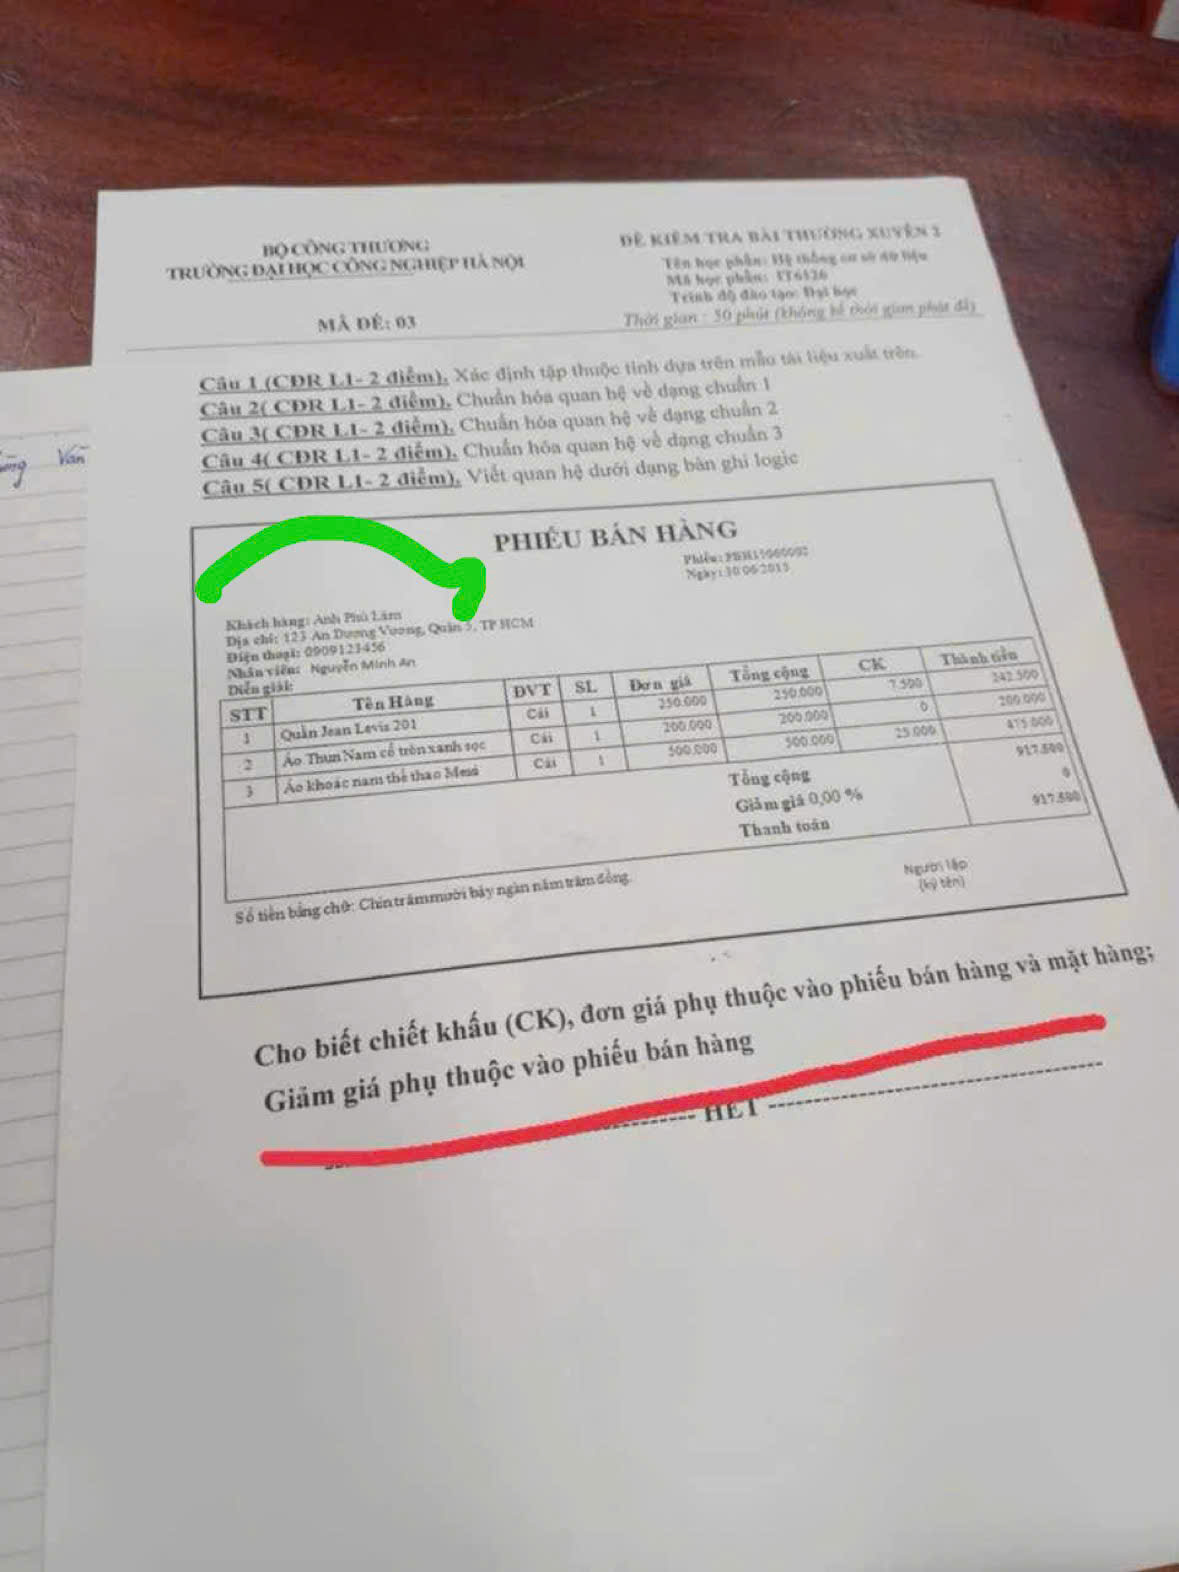 BỘ CÔNG THƯƠNG
TRƯỜNG ĐẠI HỌC CÔNG NGHIỆP HÀ NỘI
MÃ ĐỀ: 03
ĐỀ KIỂM TRA BÀI THƯỜNG XUYÊN 2
Tên học phần: Hệ thống cơ sở dữ liệu
Mã học phần: IT6126
Trình độ đào tạo: Đại học
Thời gian : 50 phút (không kể thời gian phát đề)
Câu 1 (CĐR L1- 2 điểm). Xác định tập thuộc tính dựa trên mẫu tài liệu xuất trên.
Câu 2( CĐR L1- 2 điểm). Chuẩn hóa quan hệ về dạng chuẩn 1
Câu 3( CĐR L1- 2 điểm). Chuẩn hóa quan hệ về dạng chuẩn 2
Câu 4( CĐR L1- 2 điểm). Chuẩn hóa quan hệ về dạng chuẩn 3
Câu 5( CĐR L1- 2 điểm). Viết quan hệ dưới dạng bản ghi logic
Văn
PHIẾU BÁN HÀNG
Phiếu: PBH15060002
Ngày: 30/06/2015
Khách hàng: Anh Phú Lâm
Địa chỉ: 123 An Dương Vương, Quận 5, TP HCM
Điện thoại: 0909123456
Nhân viên: Nguyễn Minh An
Diễn giải:
STT Tên Hàng ĐVT SL Đơn giá Tổng cộng CK Thành tiền
1 Quần Jean Levis 201 Cái 1 250.000 250.000 7.500 242.500
2 Áo Thun Nam cổ tròn xanh sọc Cái 1 200.000 200.000 0 200.000
3 Áo khoác nam thể thao Messi Cái 1 500.000 500.000 25.000 475.000
Tổng cộng 917.500
Giảm giá 0,00 % 0
Thanh toán 917.500
Số tiền bằng chữ: Chín trăm mười bảy ngàn năm trăm đồng.
Người lập
(ký tên)
Cho biết chiết khấu (CK), đơn giá phụ thuộc vào phiếu bán hàng và mặt hàng;
Giảm giá phụ thuộc vào phiếu bán hàng
HẾT